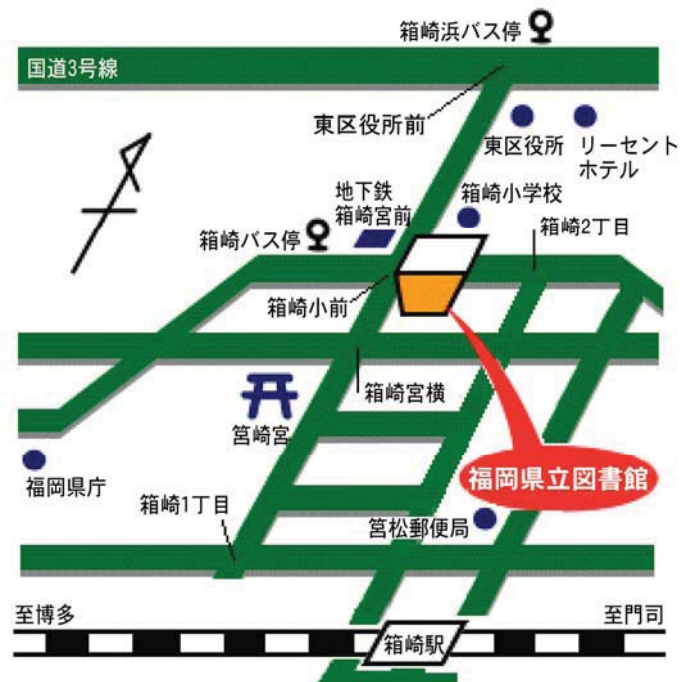 箱崎浜バス停
国道3号線
東区役所前
東区役所
リーセント
ホテル
地下鉄
箱崎宮前
箱崎小学校
箱崎バス停
箱崎2丁目
箱崎小前
箱崎宮横
筥崎宮
福岡県庁
福岡県立図書館
箱崎1丁目
筥松郵便局
至博多
至門司
箱崎駅